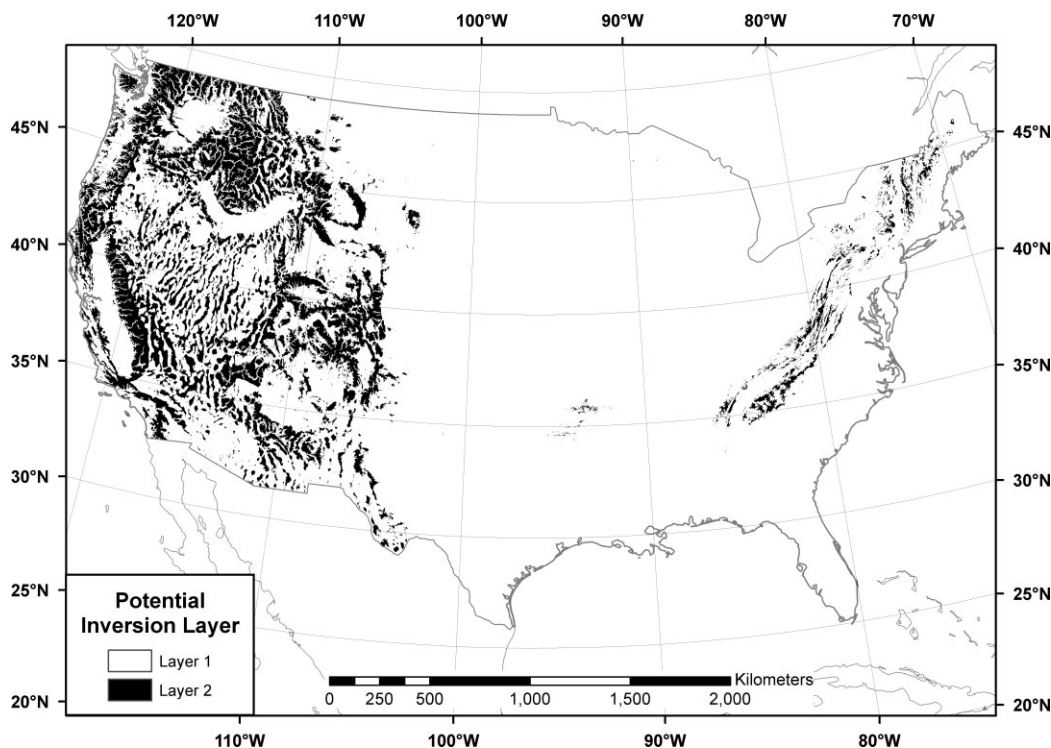 120°W 110°W 100°W 90°W 80°W 70°W
45°N 45°N
40°N 40°N
35°N 35°N
30°N 30°N
25°N 25°N
20°N 20°N
Potential
Inversion Layer
Layer 1
Layer 2
Kilometers
0 250 500 1,000 1,500 2,000
110°W 100°W 90°W 80°W